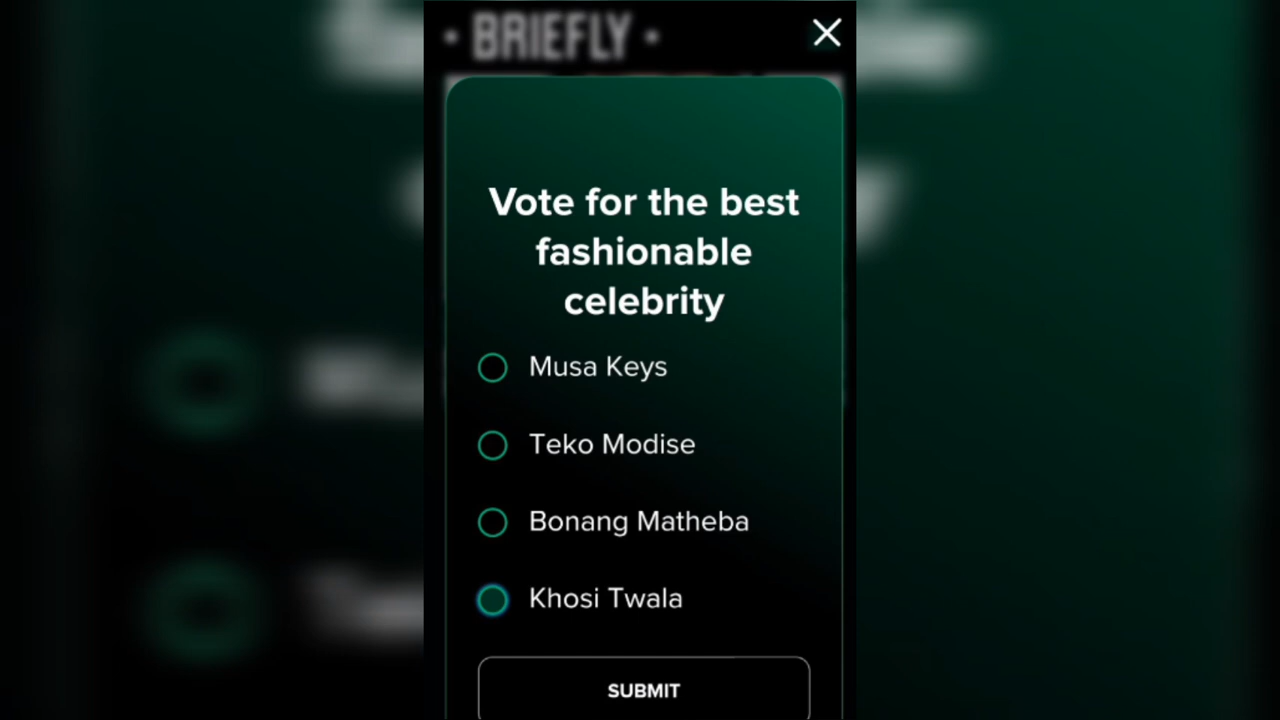 • BRIEFLY •
Vote for the best
fashionable
celebrity
Musa Keys
Teko Modise
Bonang Matheba
Khosi Twala
SUBMIT